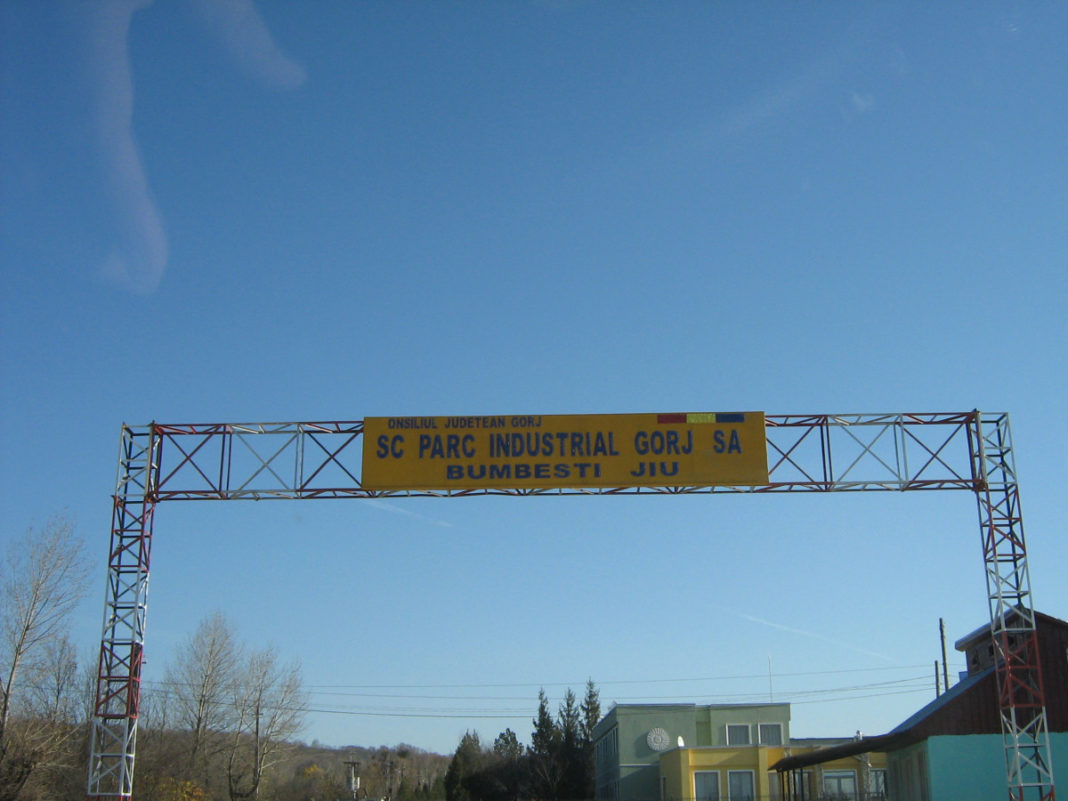 ONSILIUL JUDETEAN GORJ
SC PARC INDUSTRIAL GORJ SA
BUMBESTI JIU